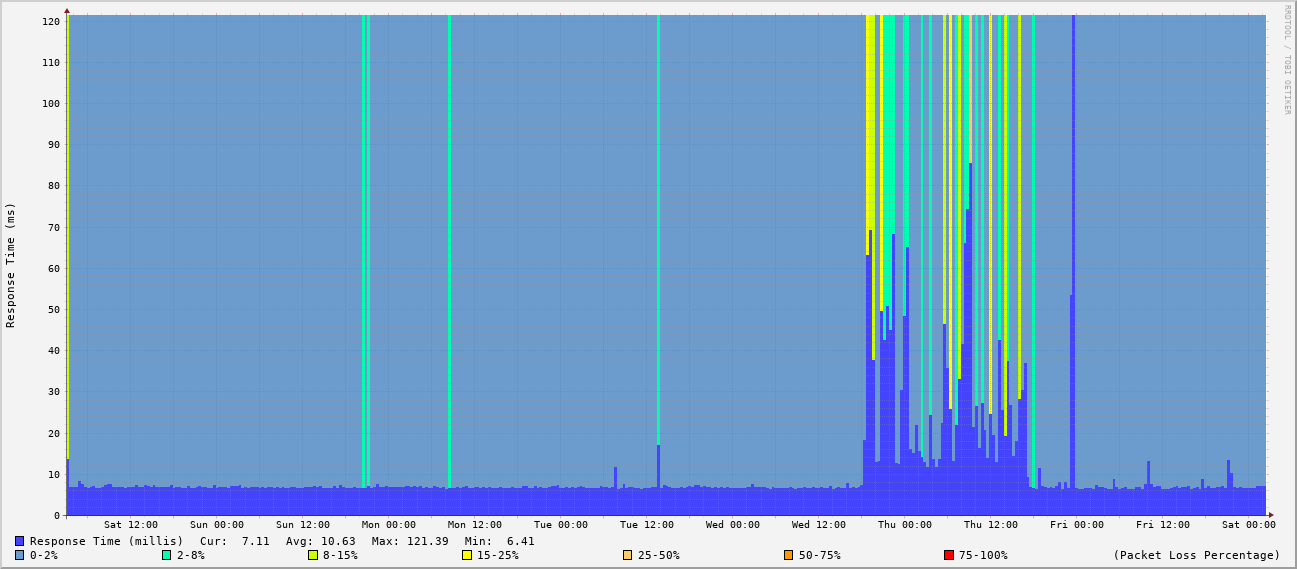 RRDTOOL / TOBI OETIKER
Response Time (ms)
120
110
100
90
80
70
60
50
40
30
20
10
0
Sat 12:00 Sun 00:00 Sun 12:00 Mon 00:00 Mon 12:00 Tue 00:00 Tue 12:00 Wed 00:00 Wed 12:00 Thu 00:00 Thu 12:00 Fri 00:00 Fri 12:00 Sat 00:00
Response Time (millis) Cur: 7.11 Avg: 10.63 Max: 121.39 Min: 6.41
0-2% 2-8% 8-15% 15-25% 25-50% 50-75% 75-100% (Packet Loss Percentage)